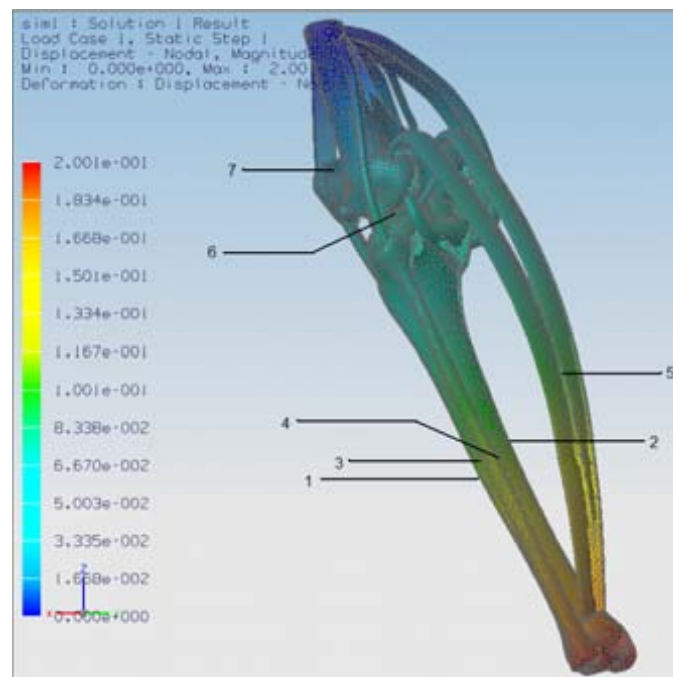 sim1 : Solution 1 Result
Load Case 1, Static Step 1
Displacement - Nodal, Magnitude
Min : 0.000e+000, Max : 2.00
Deformation : Displacement -
2.001e-001
1.834e-001
1.668e-001
1.501e-001
1.334e-001
1.167e-001
1.001e-001
8.338e-002
6.670e-002
5.003e-002
3.335e-002
1.668e-002
0.000e+000
Z
X
7
6
5
4
2
3
1